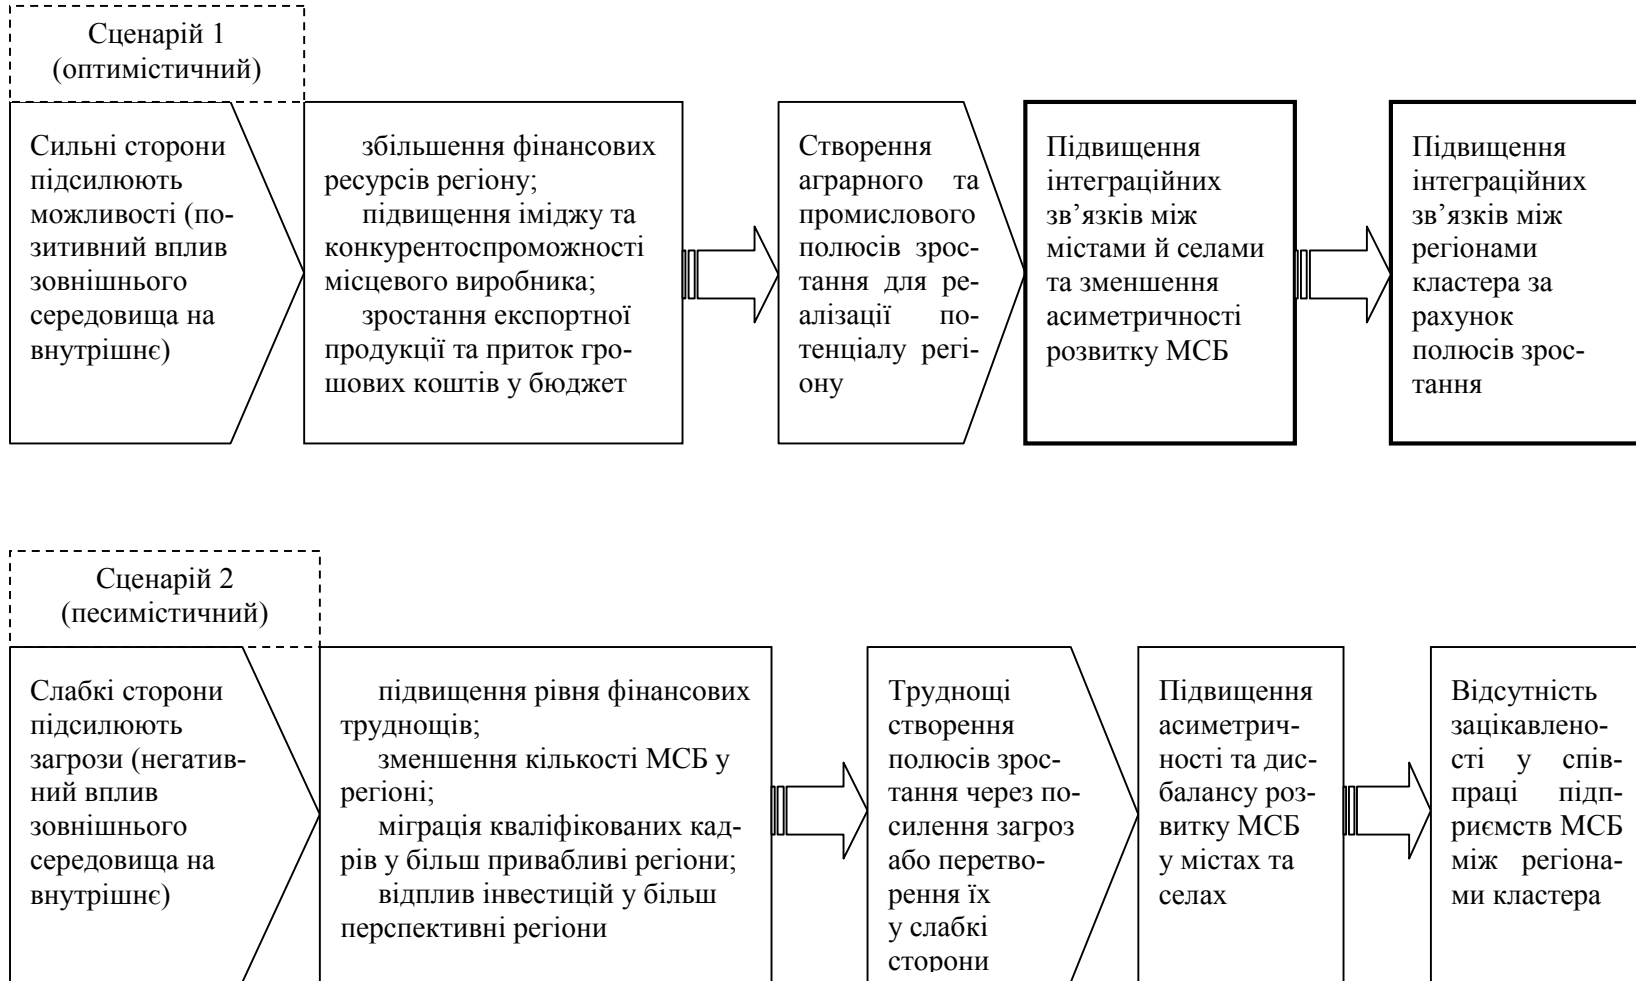 Сценарій 1
(оптимістичний)
Сильні сторони
підсилюють
можливості (по-
зитивний вплив
зовнішнього
середовища на
внутрішнє)
збільшення фінансових
ресурсів регіону;
підвищення іміджу та
конкурентоспроможності
місцевого виробника;
зростання експортної
продукції та приток гро-
шових коштів у бюджет
Створення
аграрного та
промислового
полюсів зрос-
тання для ре-
алізації по-
тенціалу регі-
ону
Підвищення
інтеграційних
зв’язків між
містами й селами
та зменшення
асиметричності
розвитку МСБ
Підвищення
інтеграційних
зв’язків між
регіонами
кластера за
рахунок
полюсів зрос-
тання
Сценарій 2
(песимістичний)
Слабкі сторони
підсилюють
загрози (негатив-
ний вплив
зовнішнього
середовища на
внутрішнє)
підвищення рівня фінансових
труднощів;
зменшення кількості МСБ у
регіоні;
міграція кваліфікованих кад-
рів у більш привабливі регіони;
відплив інвестицій у більш
перспективні регіони
Труднощі
створення
полюсів зрос-
тання через по-
силення загроз
або перетво-
рення їх
у слабкі
сторони
Підвищення
асиметрич-
ності та дис-
балансу роз-
витку МСБ
у містах та
селах
Відсутність
зацікавлено-
сті у спів-
праці підп-
риємств МСБ
між регіона-
ми кластера